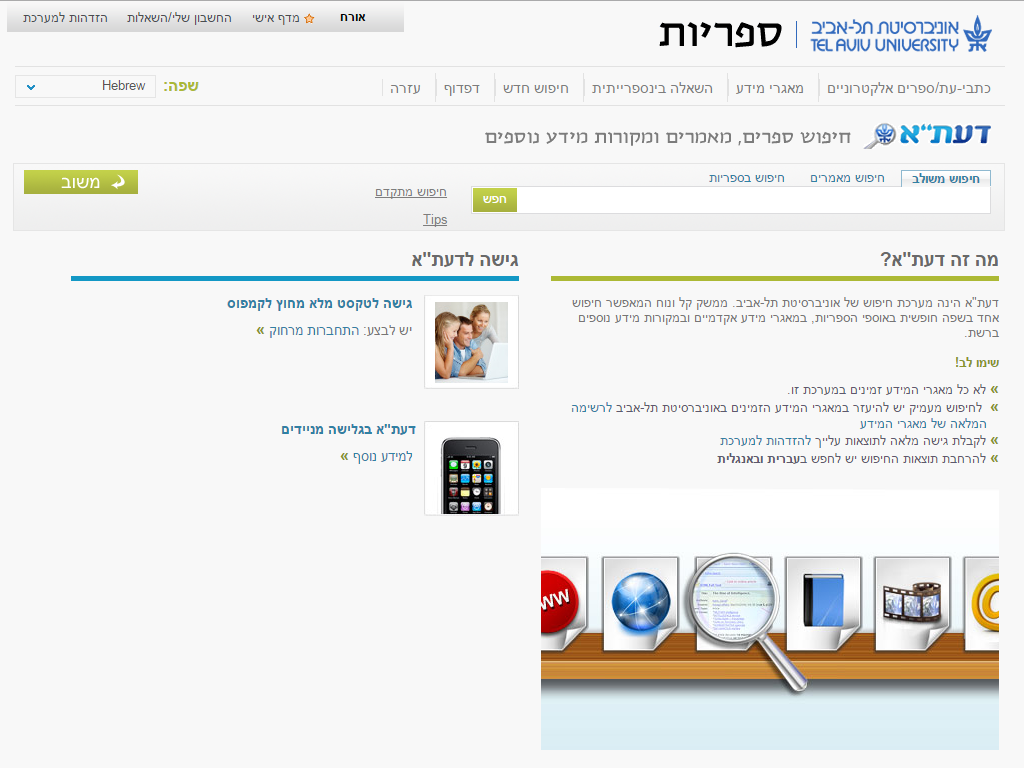 אורח
מדף אישי
החשבון שלי/השאלות
הזדהות למערכת
אוניברסיטת תל-אביב
TEL AVIV UNIVERSITY
ספריות
כתבי-עת/ספרים אלקטרוניים
מאגרי מידע
השאלה בינספרייתית
חיפוש חדש
דפדוף
עזרה
שפה:
Hebrew
דעת"א
חיפוש ספרים, מאמרים ומקורות מידע נוספים
חיפוש משולב
חיפוש מאמרים
חיפוש בספריות
חפש
חיפוש מתקדם
Tips
משוב
מה זה דעת"א?
דעת"א הינה מערכת חיפוש של אוניברסיטת תל-אביב. ממשק קל ונוח המאפשר חיפוש
אחד בשפה חופשית באוספי הספריות, במאגרי מידע אקדמיים ובמקורות מידע נוספים
ברשת.
שימו לב!
» לא כל מאגרי המידע זמינים במערכת זו.
» לחיפוש מעמיק יש להיעזר במאגרי המידע הזמינים באוניברסיטת תל-אביב לרשימה
המלאה של מאגרי המידע
» לקבלת גישה מלאה לתוצאות עלייך להזדהות למערכת
» להרחבת תוצאות החיפוש יש לחפש בעברית ובאנגלית
גישה לדעת"א
גישה לטקסט מלא מחוץ לקמפוס
יש לבצע: התחברות מרחוק »
דעת"א בגלישה מניידים
למידע נוסף »
WW
@